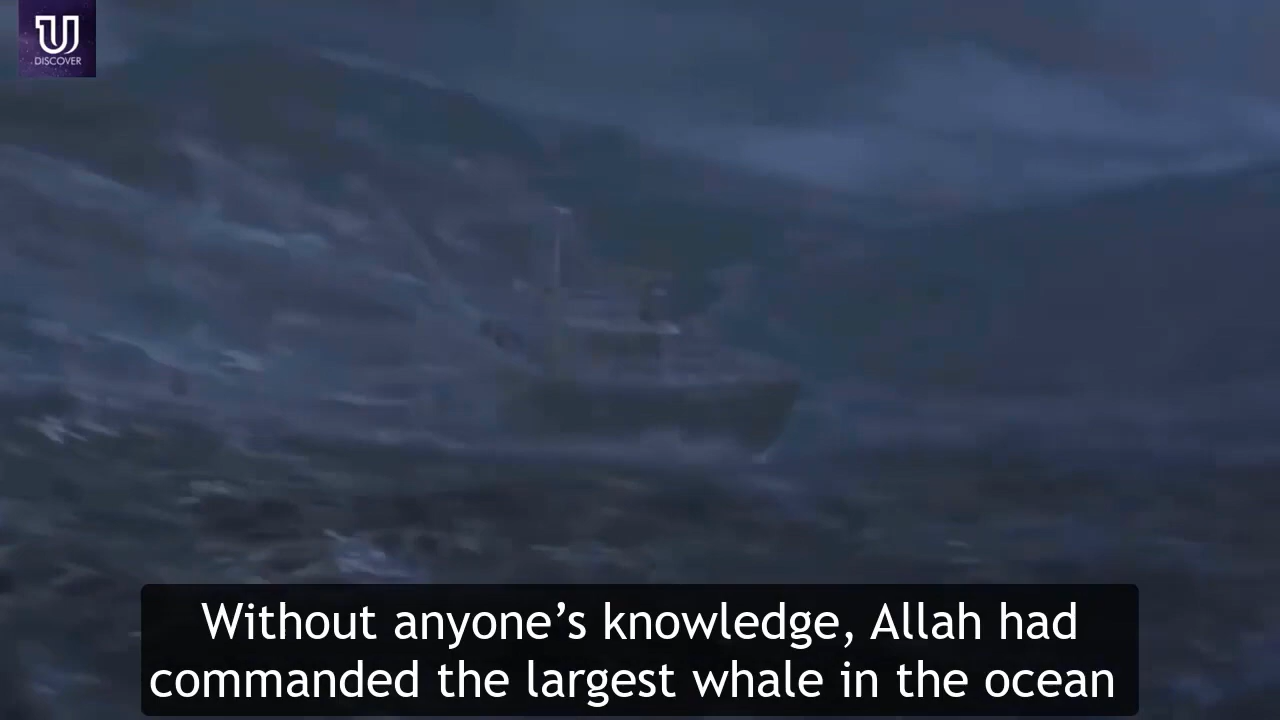 U
DISCOVER
Without anyone’s knowledge, Allah had
commanded the largest whale in the ocean